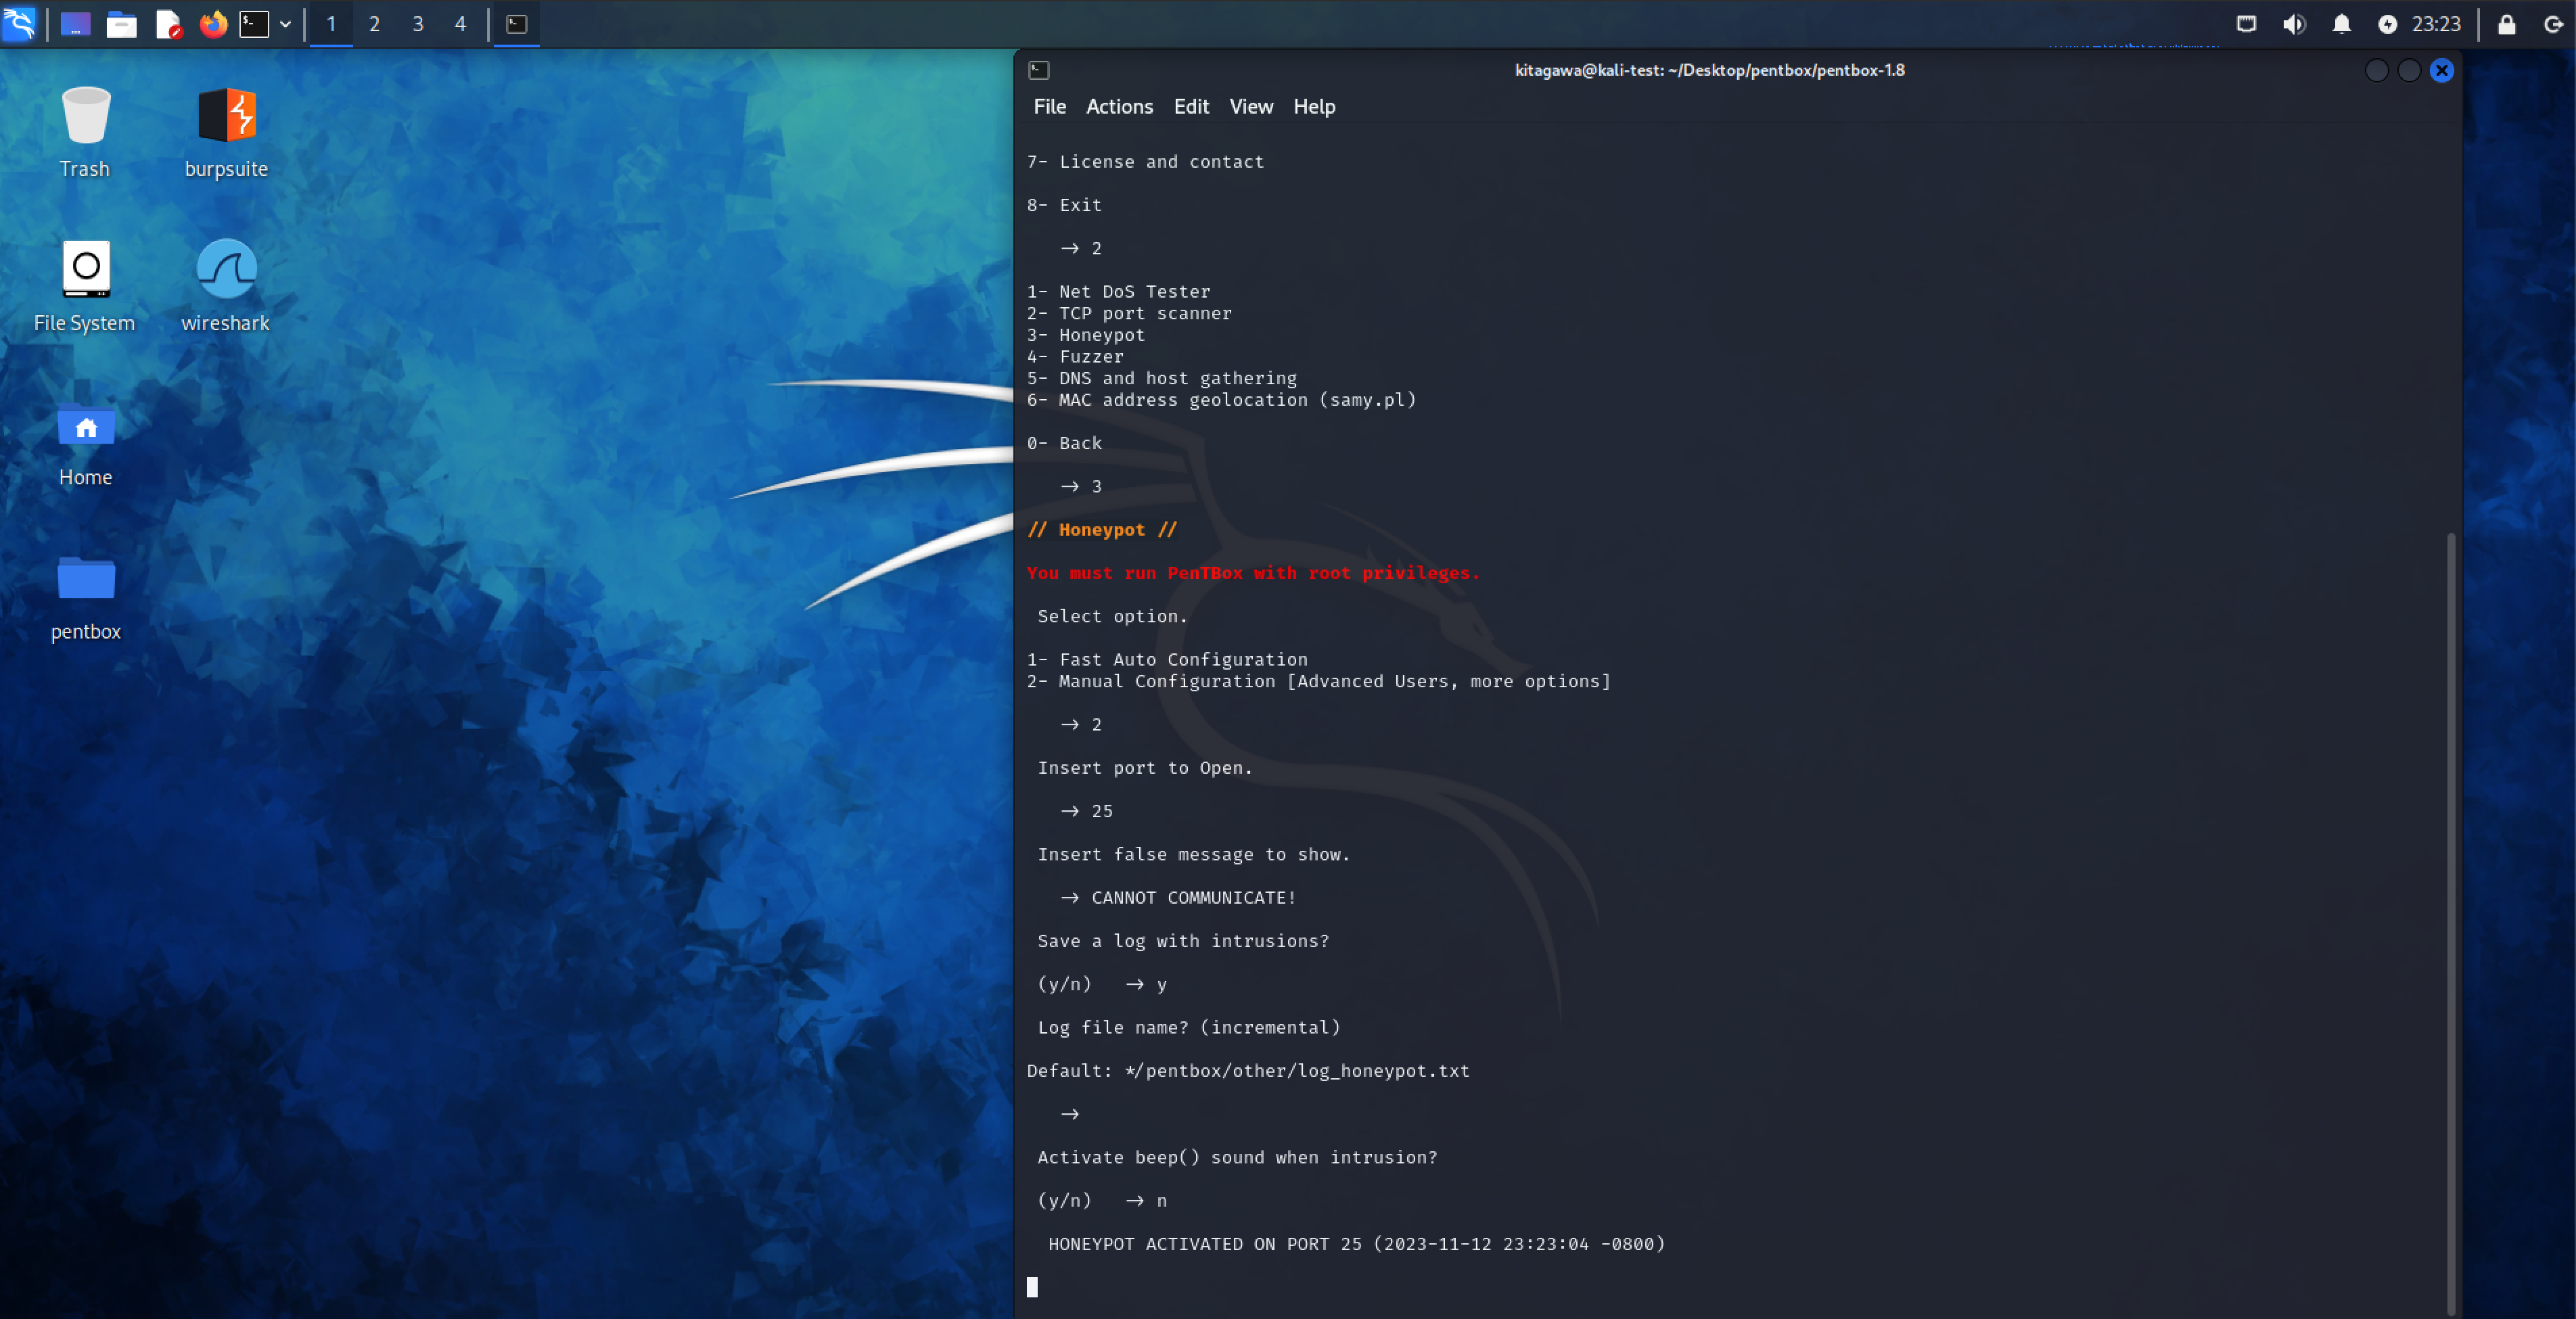 1 2 3 4
23:23
Trash
burpsuite
File System
wireshark
Home
pentbox
kitagawa@kali-test: ~/Desktop/pentbox/pentbox-1.8
File Actions Edit View Help
7- License and contact
8- Exit
→ 2
1- Net DoS Tester
2- TCP port scanner
3- Honeypot
4- Fuzzer
5- DNS and host gathering
6- MAC address geolocation (samy.pl)
0- Back
→ 3
// Honeypot //
You must run PenTBox with root privileges.
Select option.
1- Fast Auto Configuration
2- Manual Configuration [Advanced Users, more options]
→ 2
Insert port to Open.
→ 25
Insert false message to show.
→ CANNOT COMMUNICATE!
Save a log with intrusions?
(y/n) → y
Log file name? (incremental)
Default: */pentbox/other/log_honeypot.txt
→
Activate beep() sound when intrusion?
(y/n) → n
HONEYPOT ACTIVATED ON PORT 25 (2023-11-12 23:23:04 -0800)